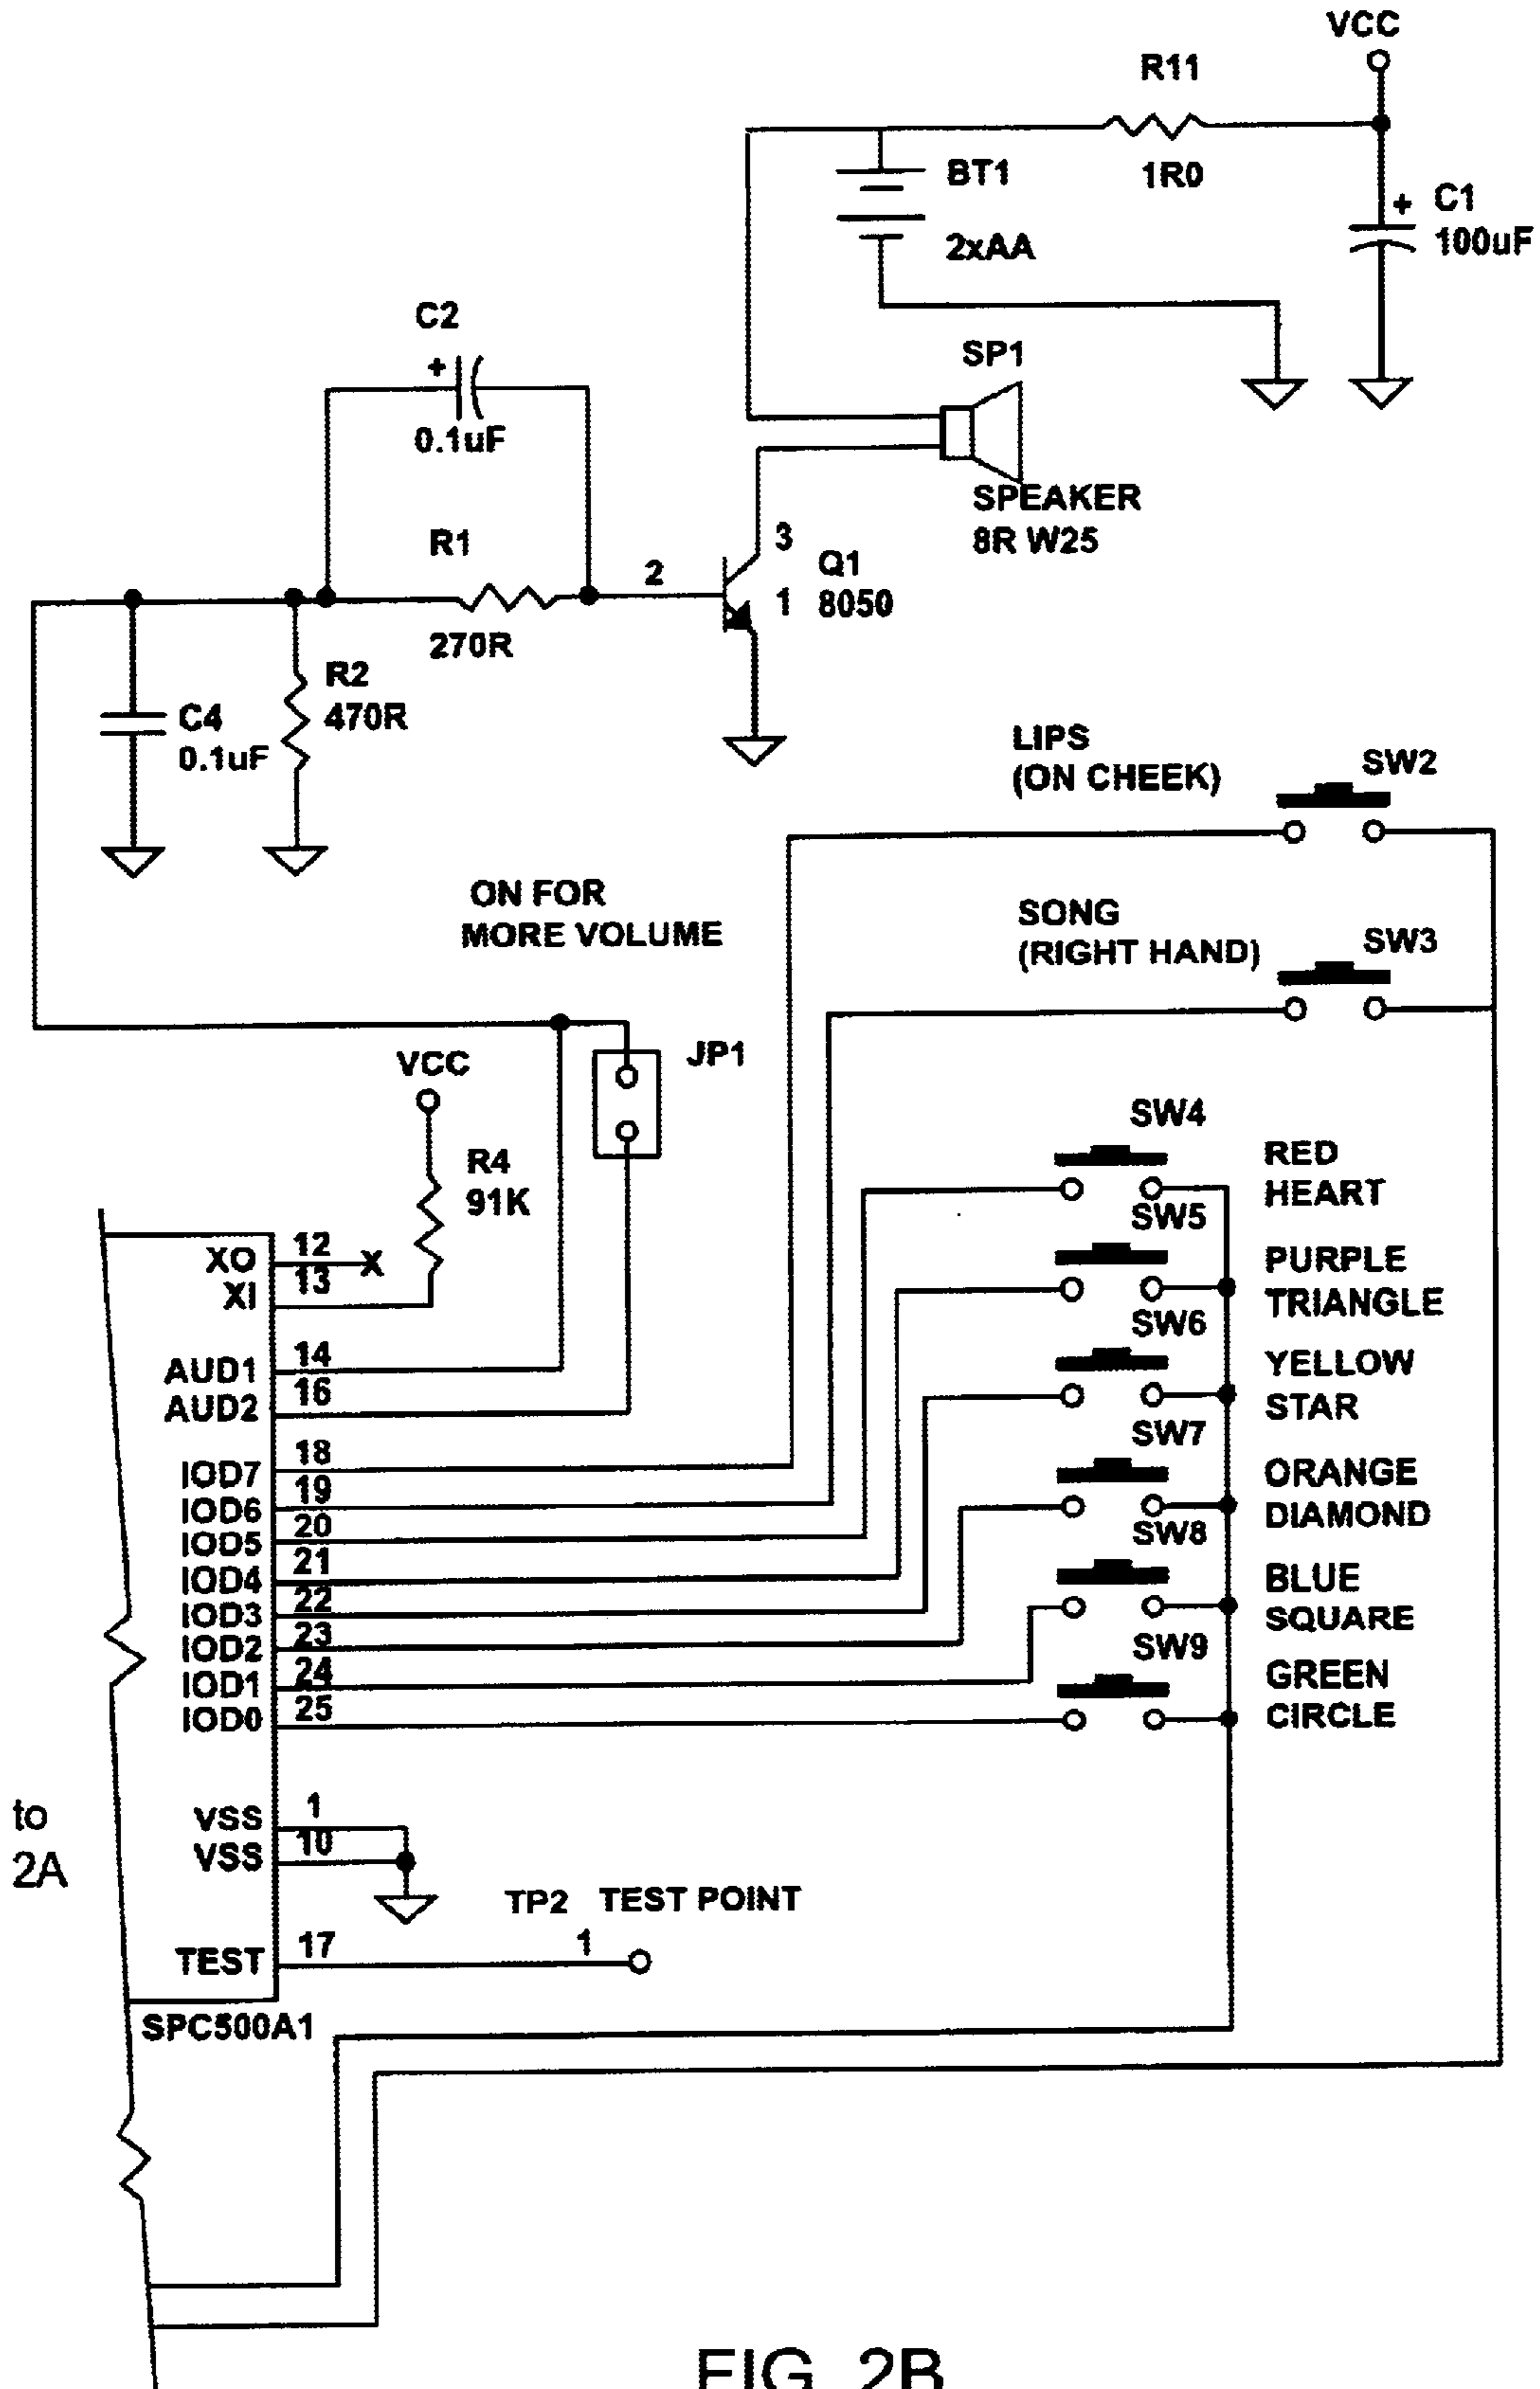 VCC
R11
1R0
BT1
2xAA
+ C1
100uF
C2
+
0.1uF
SP1
SPEAKER
8R W25
R1
270R
2
3
1
Q1
8050
R2
470R
C4
0.1uF
LIPS
(ON CHEEK)
SW2
ON FOR
MORE VOLUME
SONG
(RIGHT HAND)
SW3
JP1
VCC
R4
91K
SW4
RED
HEART
SW5
PURPLE
TRIANGLE
SW6
YELLOW
STAR
SW7
ORANGE
DIAMOND
SW8
BLUE
SQUARE
SW9
GREEN
CIRCLE
XO 12 X
XI 13
AUD1 14
AUD2 16
IOD7 18
IOD6 19
IOD5 20
IOD4 21
IOD3 22
IOD2 23
IOD1 24
IOD0 25
VSS 1
VSS 10
to
2A
TP2 TEST POINT
TEST 17
1
SPC500A1
FIG. 2B